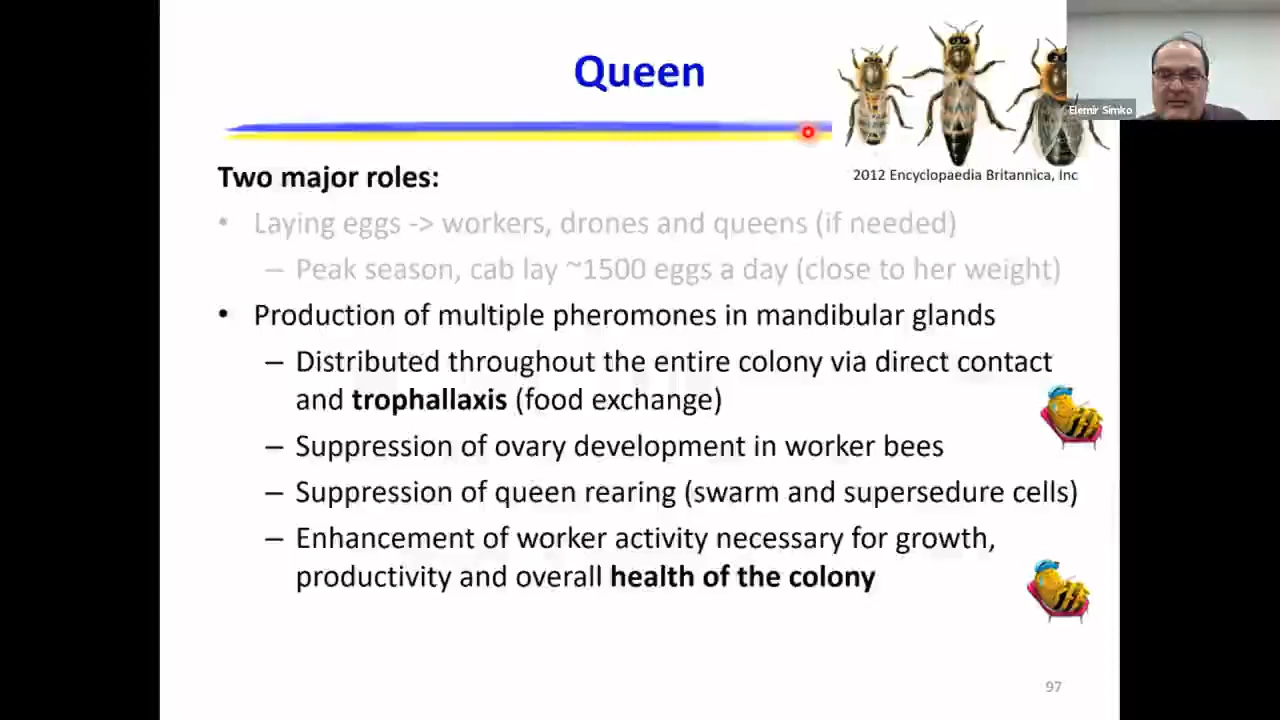 Queen
Elemir Simko
2012 Encyclopaedia Britannica, Inc
Two major roles:
• Laying eggs -> workers, drones and queens (if needed)
– Peak season, cab lay ~1500 eggs a day (close to her weight)
• Production of multiple pheromones in mandibular glands
– Distributed throughout the entire colony via direct contact
and trophallaxis (food exchange)
– Suppression of ovary development in worker bees
– Suppression of queen rearing (swarm and supersedure cells)
– Enhancement of worker activity necessary for growth,
productivity and overall health of the colony
97